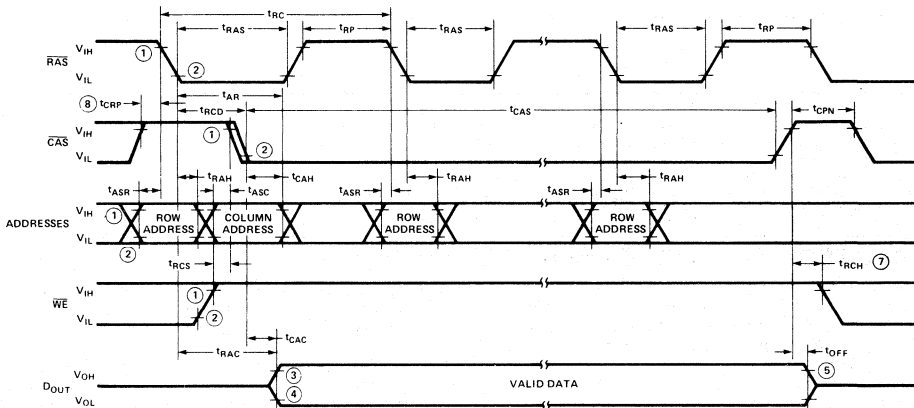 tRC
tRAS tRP tRAS tRAS tRP
VIH
RAS
VIL
1
2
tAR
8 tCRP
tRCD tCAS tCPN
VIH
CAS
VIL
1
2
tRAH tCAH
tASR tASC tASR tRAH tASR tRAH
ADDRESSES
VIH
VIL
1
2
ROW ADDRESS
COLUMN ADDRESS
ROW ADDRESS
ROW ADDRESS
tRCS tRCH 7
VIH
WE
VIL
1
2
tCAC
tRAC tOFF
VOH
DOUT
VOL
3
4
VALID DATA
5